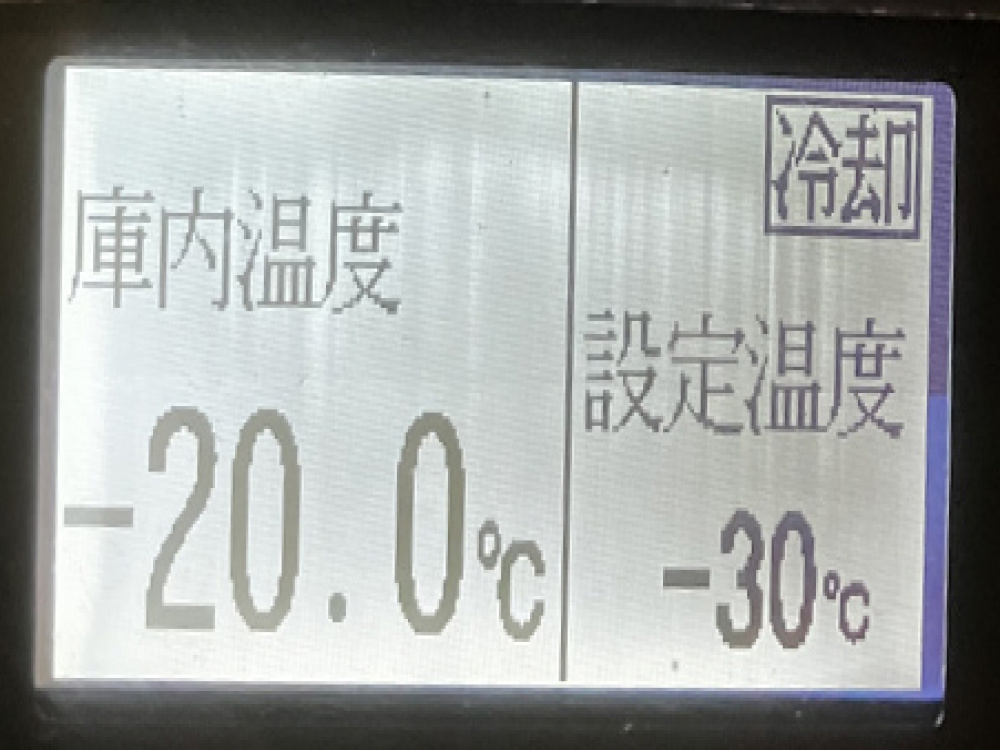 庫内温度
-20.0℃
冷却
設定温度
-30℃